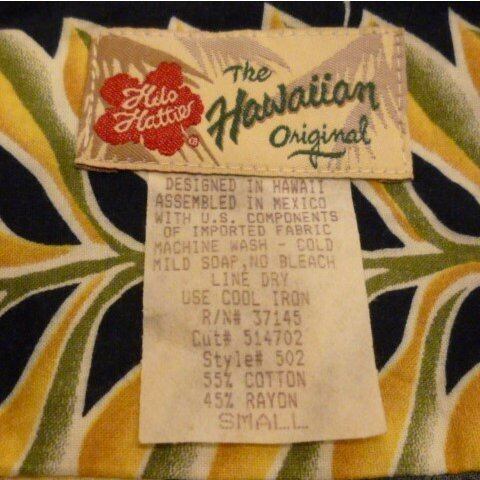 Hilo
Hattie
®
The
Hawaiian
Original
DESIGNED IN HAWAII
ASSEMBLED IN MEXICO
WITH U.S. COMPONENTS
OF IMPORTED FABRIC
MACHINE WASH - COLD
MILD SOAP, NO BLEACH
LINE DRY
USE COOL IRON
R/N# 37145
Cut# 514702
Style# 502
55% COTTON
45% RAYON
SMALL